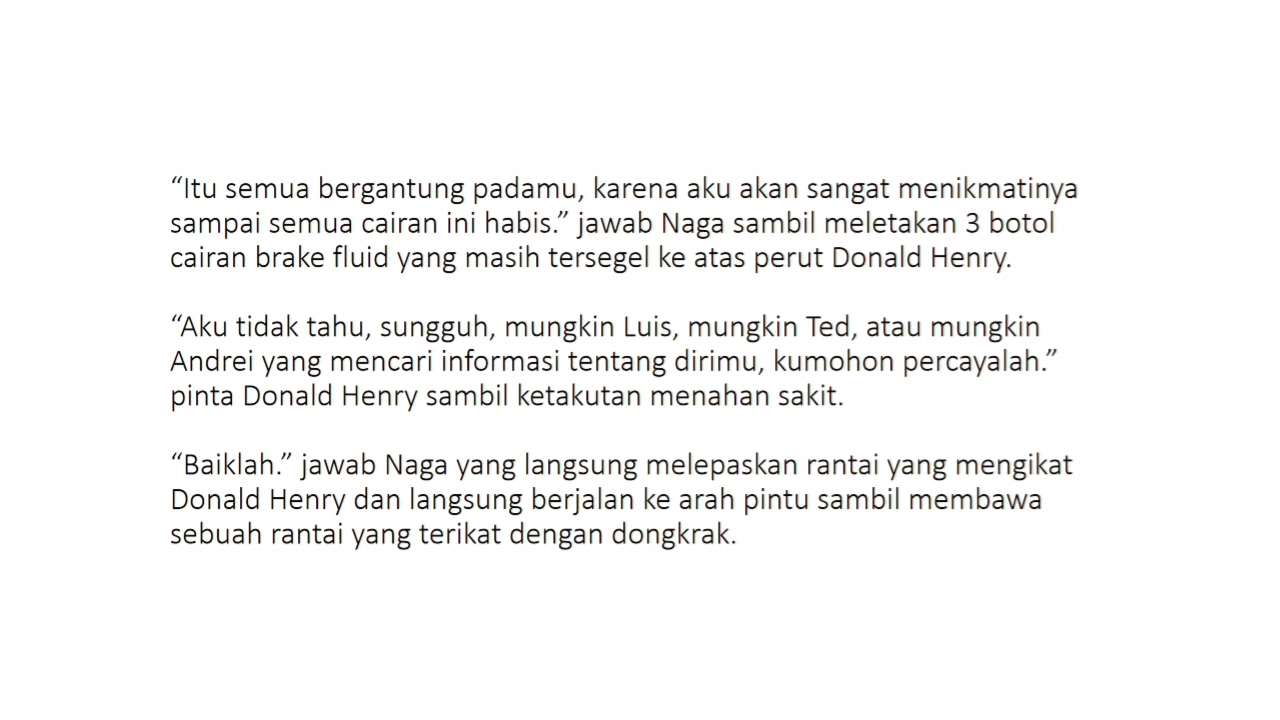 “Itu semua bergantung padamu, karena aku akan sangat menikmatinya
sampai semua cairan ini habis.” jawab Naga sambil meletakan 3 botol
cairan brake fluid yang masih tersegel ke atas perut Donald Henry.
“Aku tidak tahu, sungguh, mungkin Luis, mungkin Ted, atau mungkin
Andrei yang mencari informasi tentang dirimu, kumohon percayalah.”
pinta Donald Henry sambil ketakutan menahan sakit.
“Baiklah.” jawab Naga yang langsung melepaskan rantai yang mengikat
Donald Henry dan langsung berjalan ke arah pintu sambil membawa
sebuah rantai yang terikat dengan dongkrak.